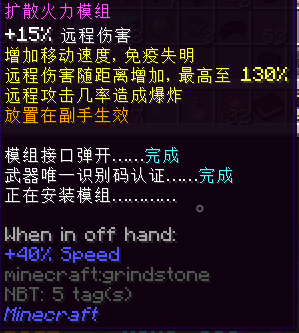 扩散火力模组
+15% 远程伤害
增加移动速度, 免疫失明
远程伤害随距离增加, 最高至 130%
远程攻击几率造成爆炸
放置在副手生效
模组接口弹开……完成
武器唯一识别码认证……完成
正在安装模组…………
When in off hand:
+40% Speed
minecraft:grindstone
NBT: 5 tag(s)
Minecraft